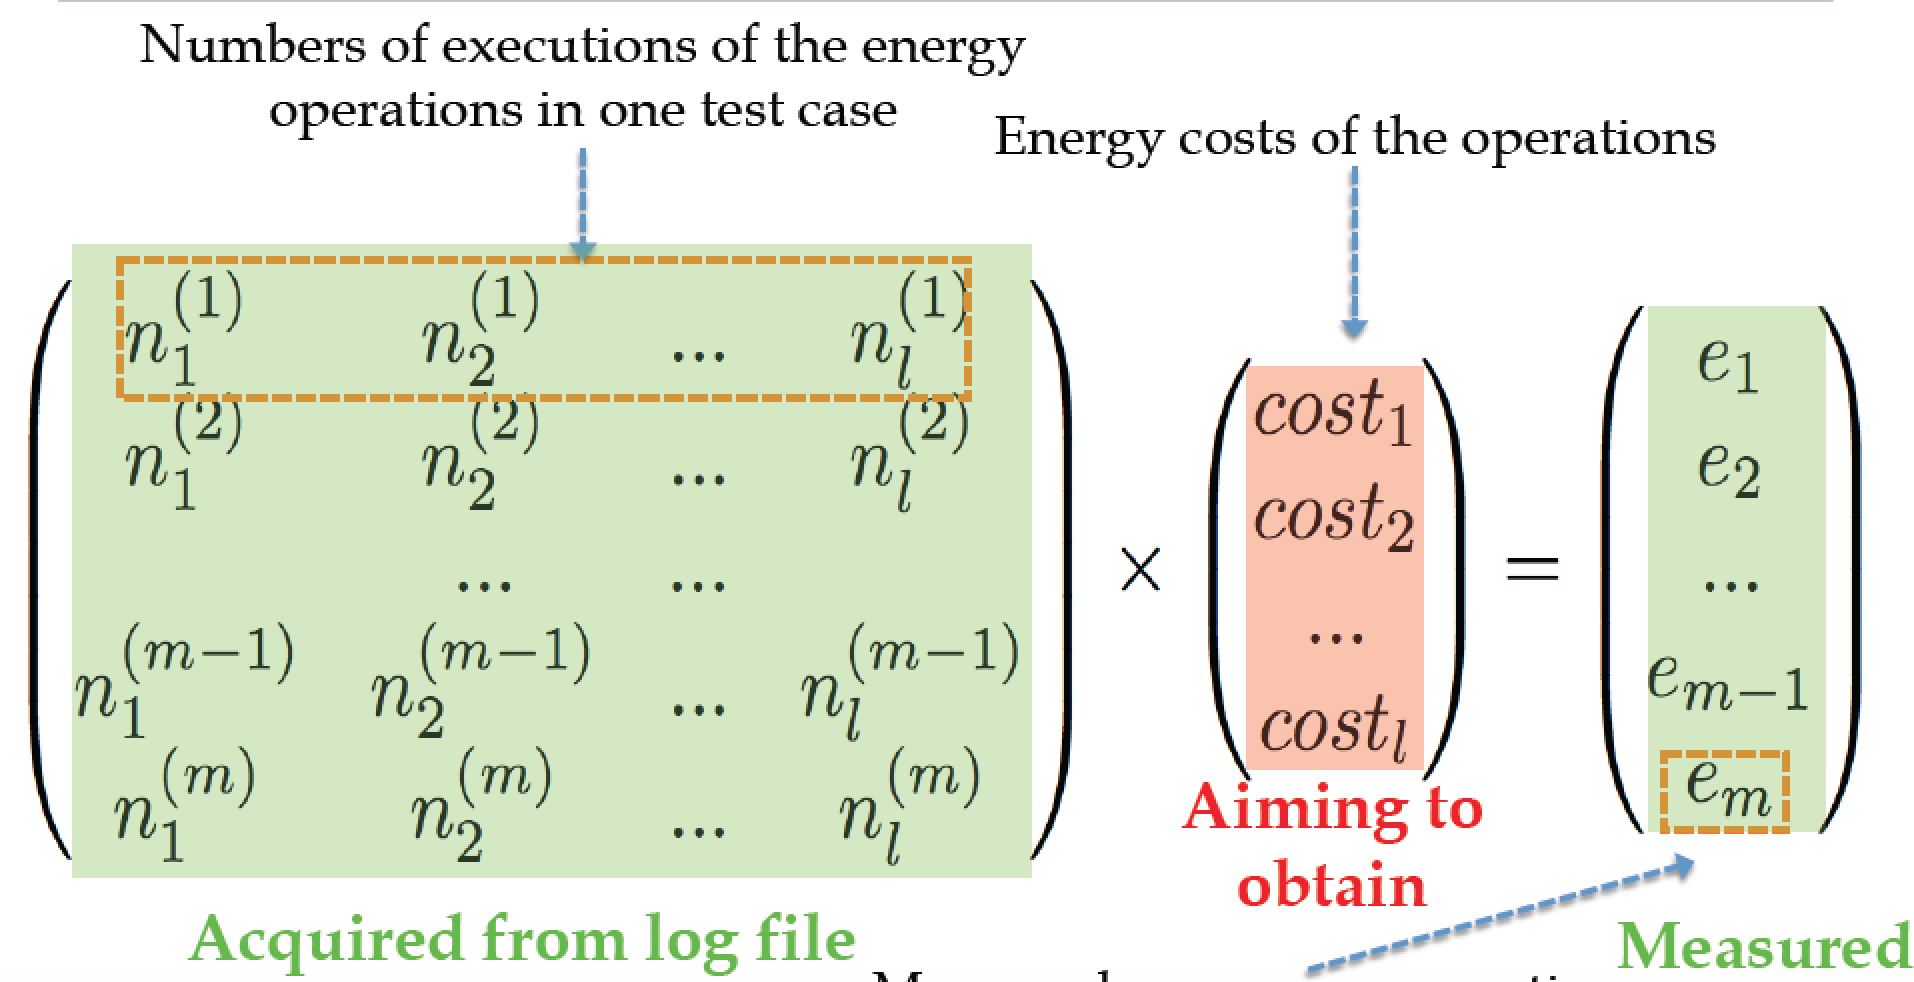 Numbers of executions of the energy
operations in one test case
Energy costs of the operations
n_1^{(1)} n_2^{(1)} ... n_l^{(1)}
n_1^{(2)} n_2^{(2)} ... n_l^{(2)}
... ...
n_1^{(m-1)} n_2^{(m-1)} ... n_l^{(m-1)}
n_1^{(m)} n_2^{(m)} ... n_l^{(m)}
×
cost_1
cost_2
...
cost_l
=
e_1
e_2
...
e_{m-1}
e_m
Aiming to
obtain
Acquired from log file
Measured